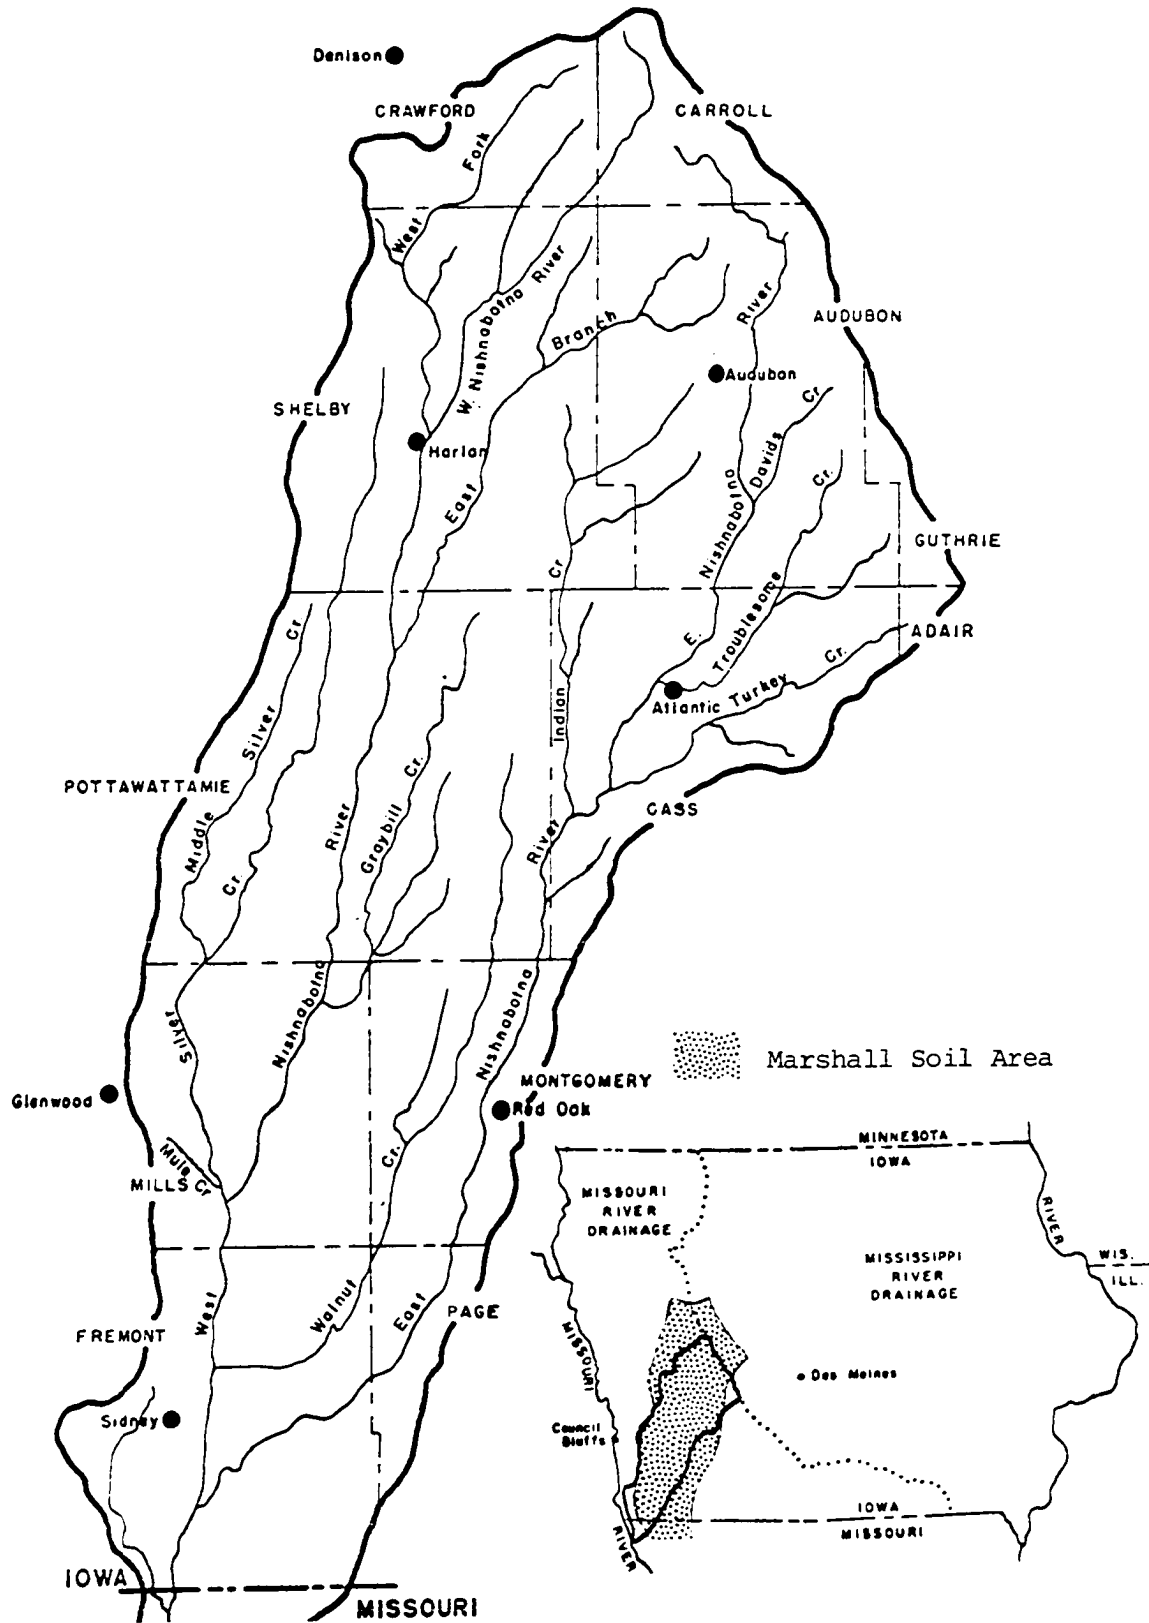 Denison
CRAWFORD
CARROLL
West Fork
W. Nishnabotna River
East Branch
River
AUDUBON
Audubon
SHELBY
Harlan
Davids Cr.
Cr.
E. Nishnabotna
Troublesome
GUTHRIE
ADAIR
Cr.
Cr
Indian
Atlantic
Turkey Cr.
Middle Silver Cr.
POTTAWATTAMIE
River
Graybill Cr.
CASS
River
Cr.
Silver
Nishnabotna
Nishnabotna
Marshall Soil Area
MONTGOMERY
Glenwood
Red Oak
Cr.
Mule Cr
MILLS
West
Walnut
East
PAGE
FREMONT
Sidney
IOWA
MISSOURI
MINNESOTA
IOWA
MISSOURI
RIVER
DRAINAGE
RIVER
MISSISSIPPI
RIVER
DRAINAGE
WIS.
ILL.
MISSOURI
Des Moines
Council
Bluffs
IOWA
MISSOURI
RIVER